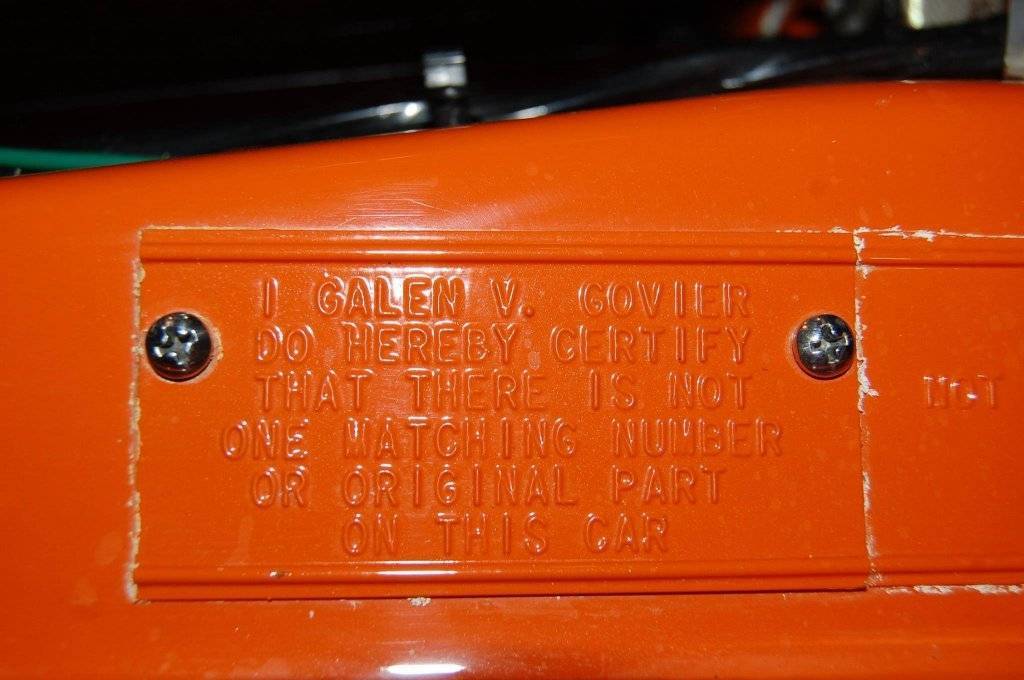 I GALEN V. GOVIER
DO HEREBY CERTIFY
THAT THERE IS NOT
ONE MATCHING NUMBER
OR ORIGINAL PART
ON THIS CAR